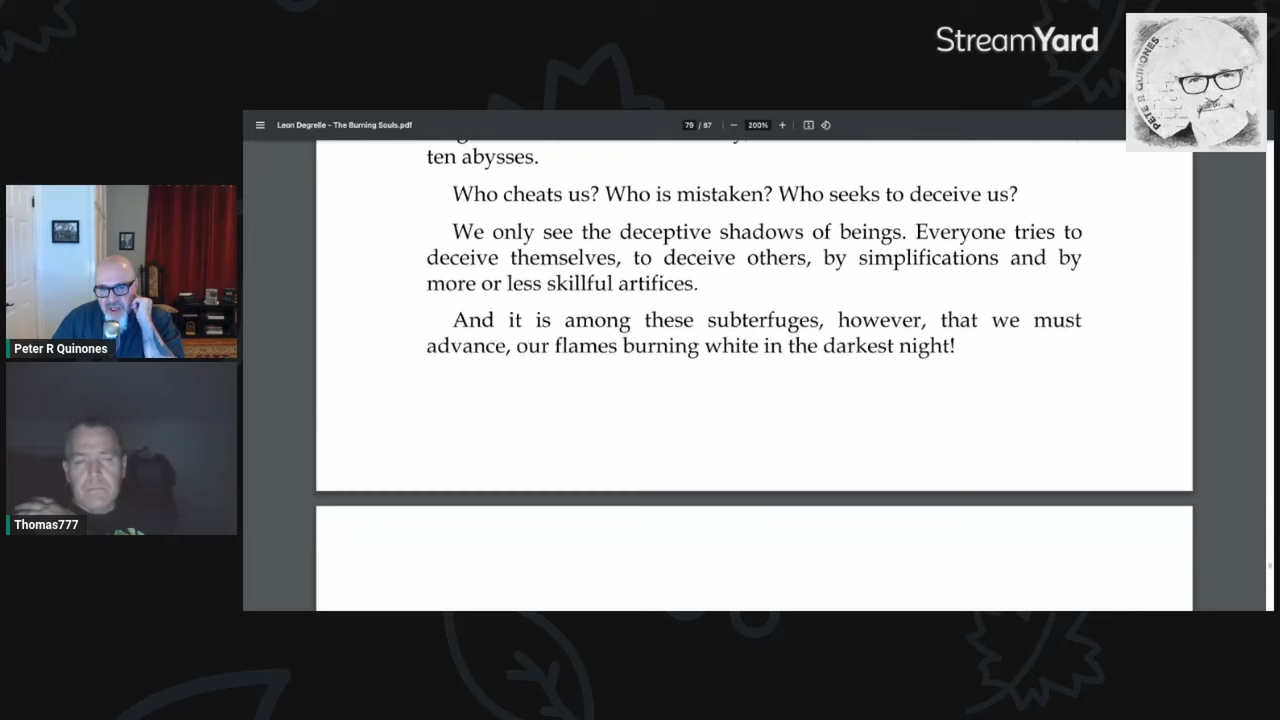 StreamYard
PETER R QUINONES
Leon Degrelle - The Burning Souls.pdf
79 / 87
200%
ten abysses.
Who cheats us? Who is mistaken? Who seeks to deceive us?
We only see the deceptive shadows of beings. Everyone tries to
deceive themselves, to deceive others, by simplifications and by
more or less skillful artifices.
And it is among these subterfuges, however, that we must
advance, our flames burning white in the darkest night!
Peter R Quinones
Thomas777